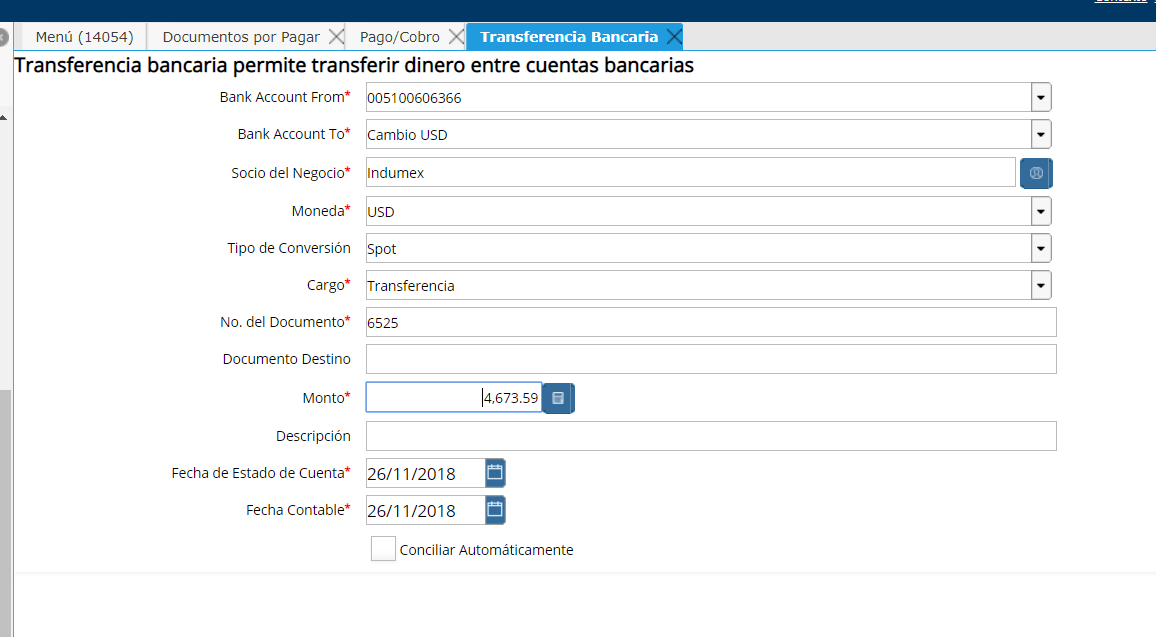 Menú (14054) Documentos por Pagar Pago/Cobro Transferencia Bancaria
Transferencia bancaria permite transferir dinero entre cuentas bancarias
Bank Account From* 005100606366
Bank Account To* Cambio USD
Socio del Negocio* Indumex
Moneda* USD
Tipo de Conversión Spot
Cargo* Transferencia
No. del Documento* 6525
Documento Destino
Monto* 4,673.59
Descripción
Fecha de Estado de Cuenta* 26/11/2018
Fecha Contable* 26/11/2018
Conciliar Automáticamente